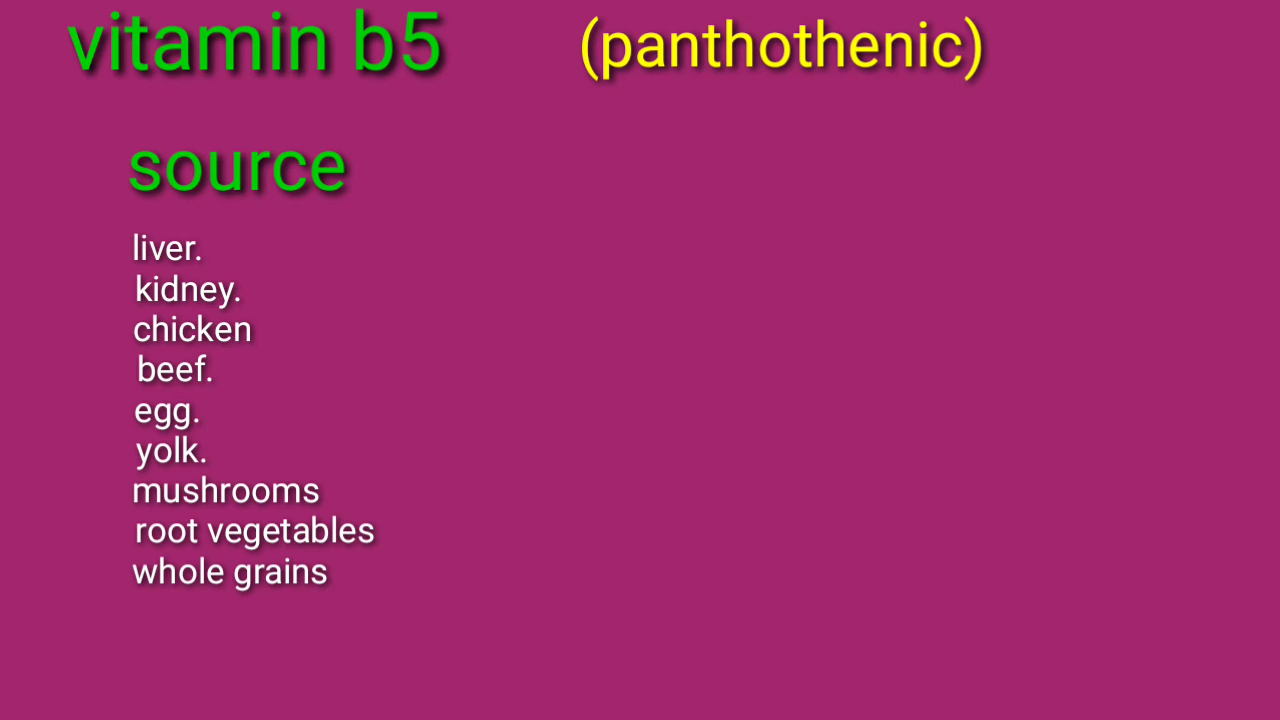 vitamin b5 (panthothenic)
source
liver.
kidney.
chicken
beef.
egg.
yolk.
mushrooms
root vegetables
whole grains